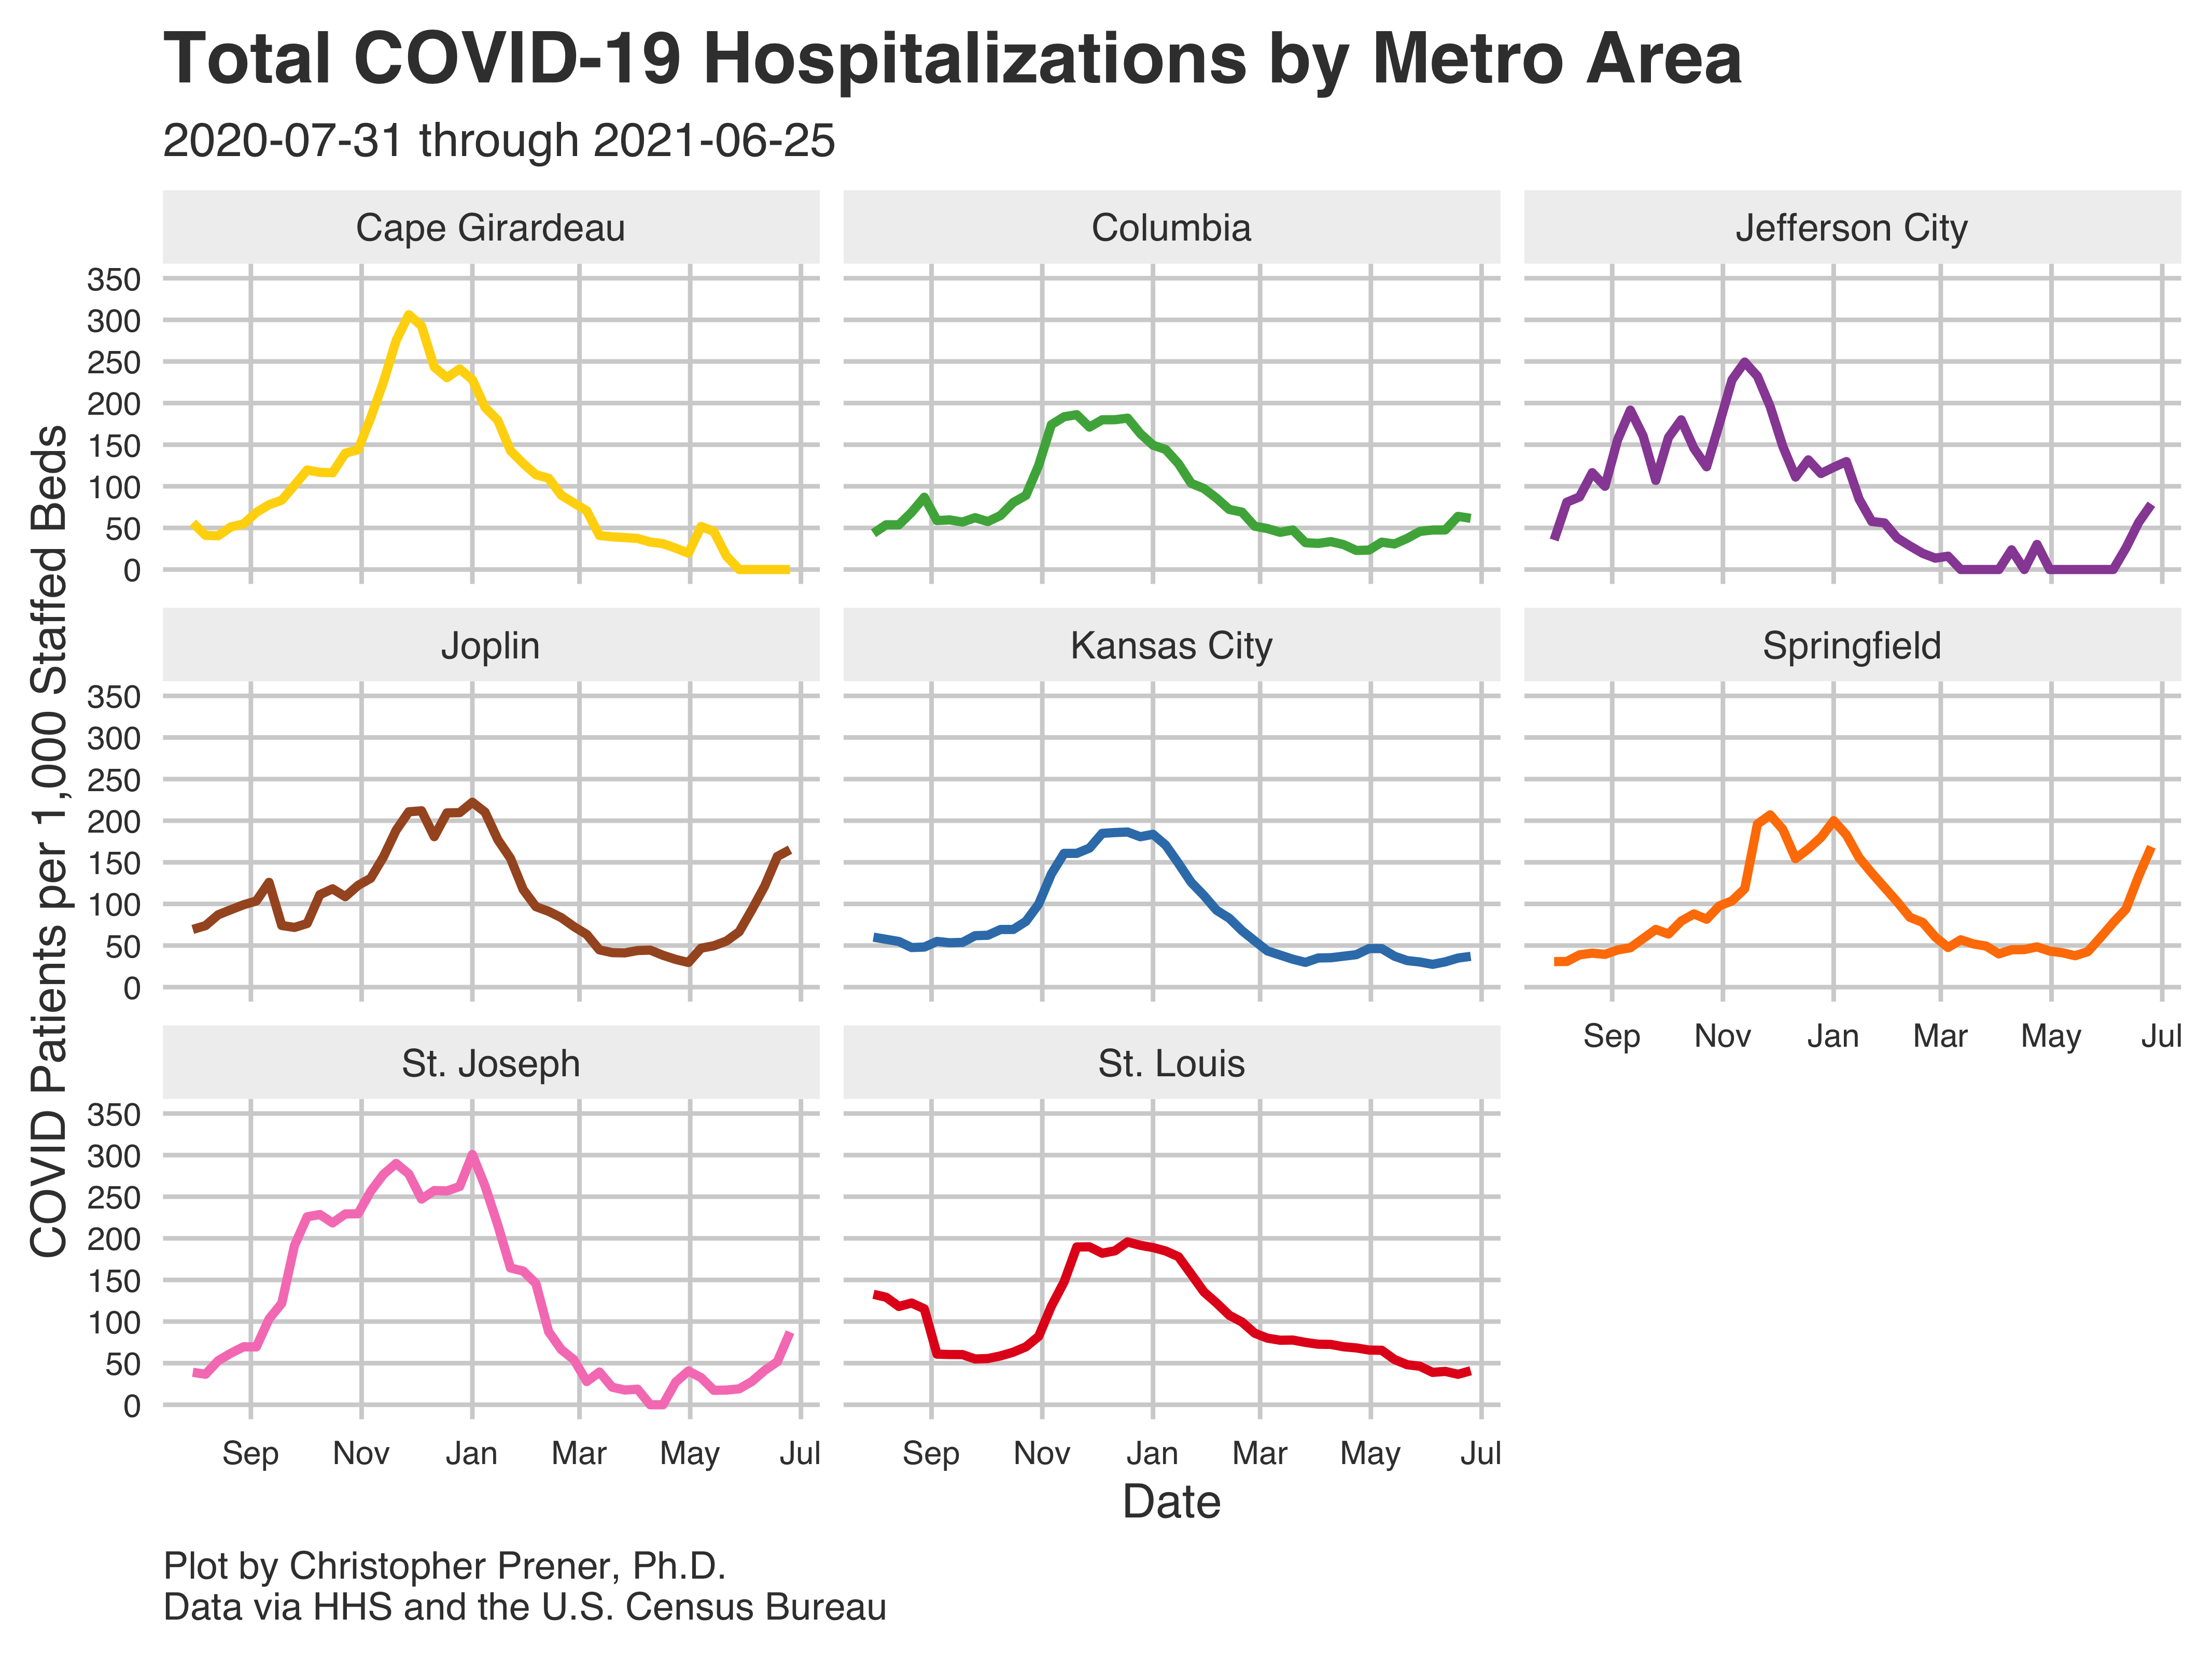 Total COVID-19 Hospitalizations by Metro Area
2020-07-31 through 2021-06-25
COVID Patients per 1,000 Staffed Beds
Cape Girardeau
Columbia
Jefferson City
350
300
250
200
150
100
50
0
Joplin
Kansas City
Springfield
350
300
250
200
150
100
50
0
Sep Nov Jan Mar May Jul
St. Joseph
St. Louis
350
300
250
200
150
100
50
0
Sep Nov Jan Mar May Jul
Sep Nov Jan Mar May Jul
Date
Plot by Christopher Prener, Ph.D.
Data via HHS and the U.S. Census Bureau